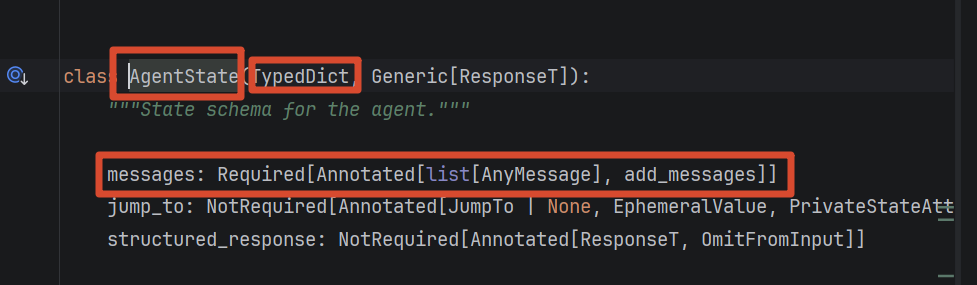 class AgentState(TypedDict, Generic[ResponseT]):
"""State schema for the agent."""
messages: Required[Annotated[list[AnyMessage], add_messages]]
jump_to: NotRequired[Annotated[JumpTo | None, EphemeralValue, PrivateStateAtt
structured_response: NotRequired[Annotated[ResponseT, OmitFromInput]]